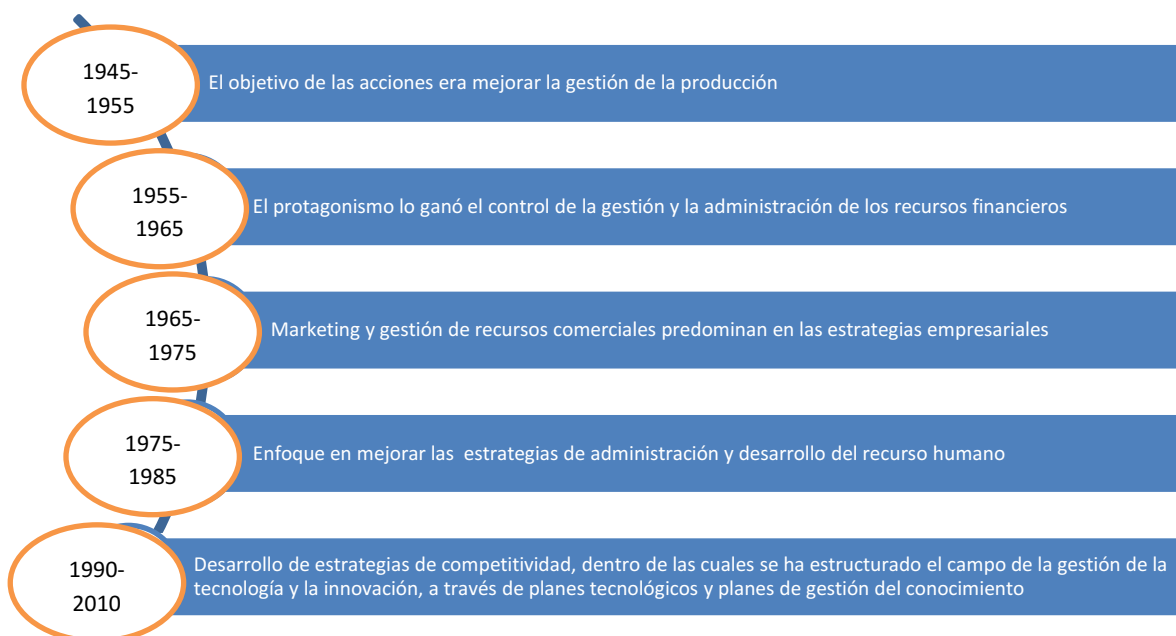 1945-
1955
El objetivo de las acciones era mejorar la gestión de la producción
1955-
1965
El protagonismo lo ganó el control de la gestión y la administración de los recursos financieros
1965-
1975
Marketing y gestión de recursos comerciales predominan en las estrategias empresariales
1975-
1985
Enfoque en mejorar las  estrategias de administración y desarrollo del recurso humano
1990-
2010
Desarrollo de estrategias de competitividad, dentro de las cuales se ha estructurado el campo de la gestión de la
tecnología y la innovación, a través de planes tecnológicos y planes de gestión del conocimiento